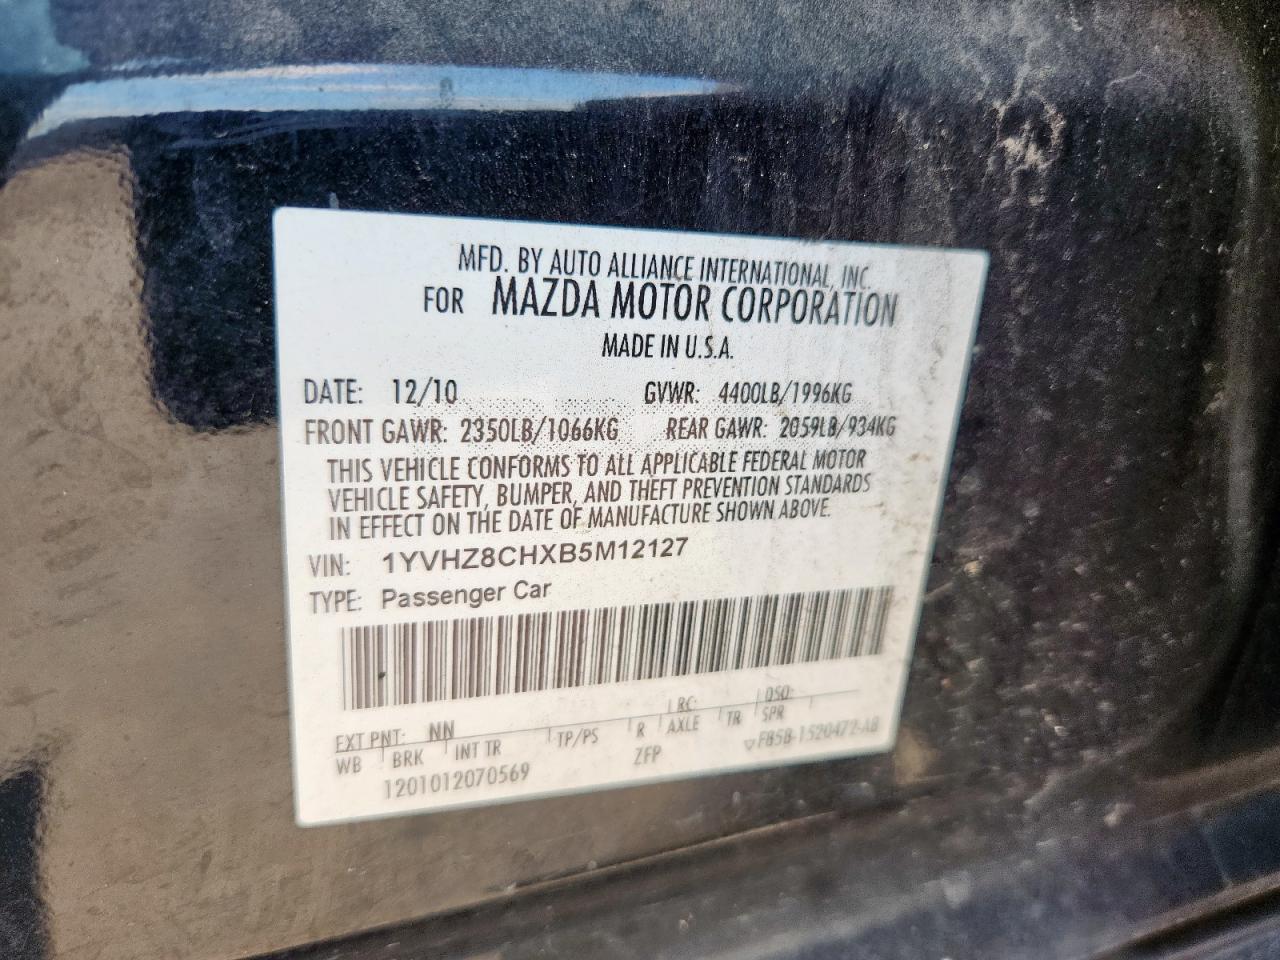 MFD. BY AUTO ALLIANCE INTERNATIONAL, INC.
FOR MAZDA MOTOR CORPORATION
MADE IN U.S.A.
DATE: 12/10 GVWR: 4400LB/1996KG
FRONT GAWR: 2350LB/1066KG REAR GAWR: 2059LB/934KG
THIS VEHICLE CONFORMS TO ALL APPLICABLE FEDERAL MOTOR
VEHICLE SAFETY, BUMPER, AND THEFT PREVENTION STANDARDS
IN EFFECT ON THE DATE OF MANUFACTURE SHOWN ABOVE.
VIN: 1YVHZ8CHXB5M12127
TYPE: Passenger Car
EXT PNT: NN RC: DSO:
WB BRK INT TR TP/PS R AXLE TR SPR
1201012070569 ZFP ▽F85B-1520472-AB